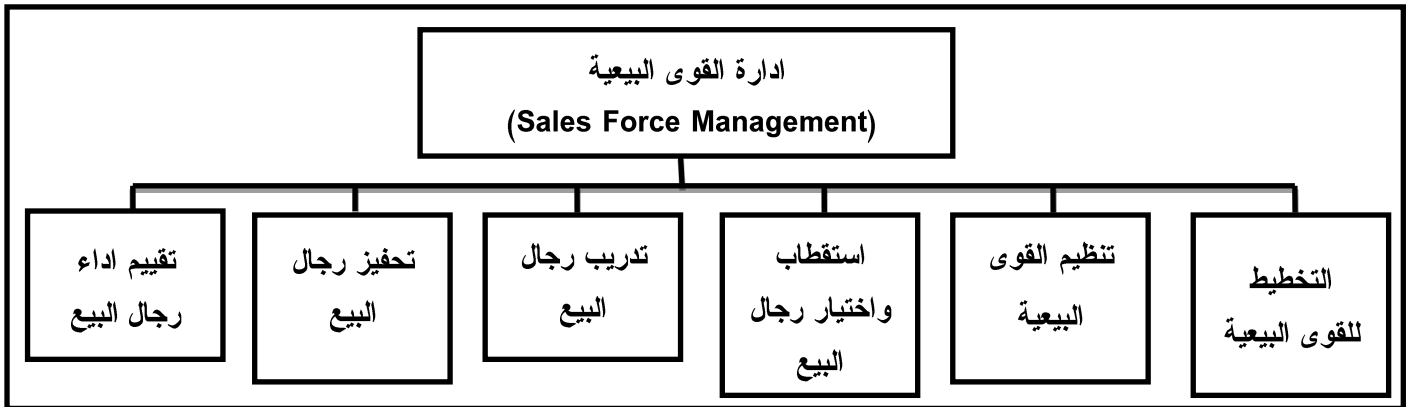 ادارة القوى البيعية
(Sales Force Management)
التخطيط
للقوى البيعية
تنظيم القوى
البيعية
استقطاب
واختيار رجال
البيع
تدريب رجال
البيع
تحفيز رجال
البيع
تقييم اداء
رجال البيع